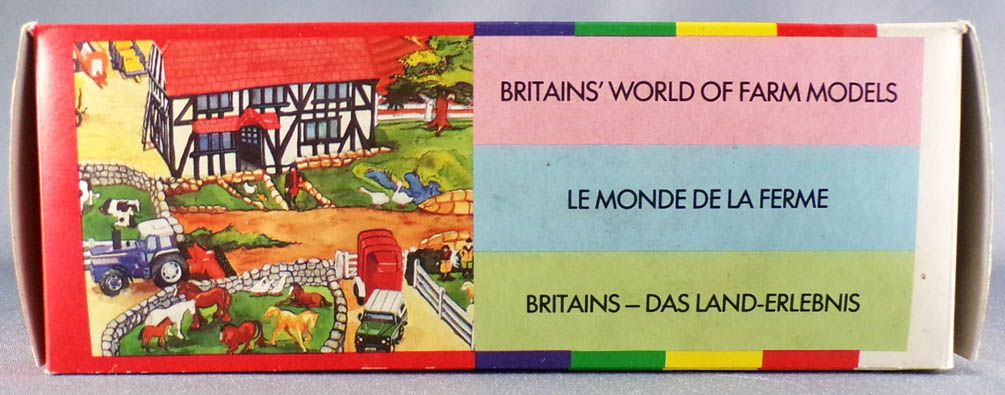 BRITAINS' WORLD OF FARM MODELS
LE MONDE DE LA FERME
BRITAINS – DAS LAND-ERLEBNIS